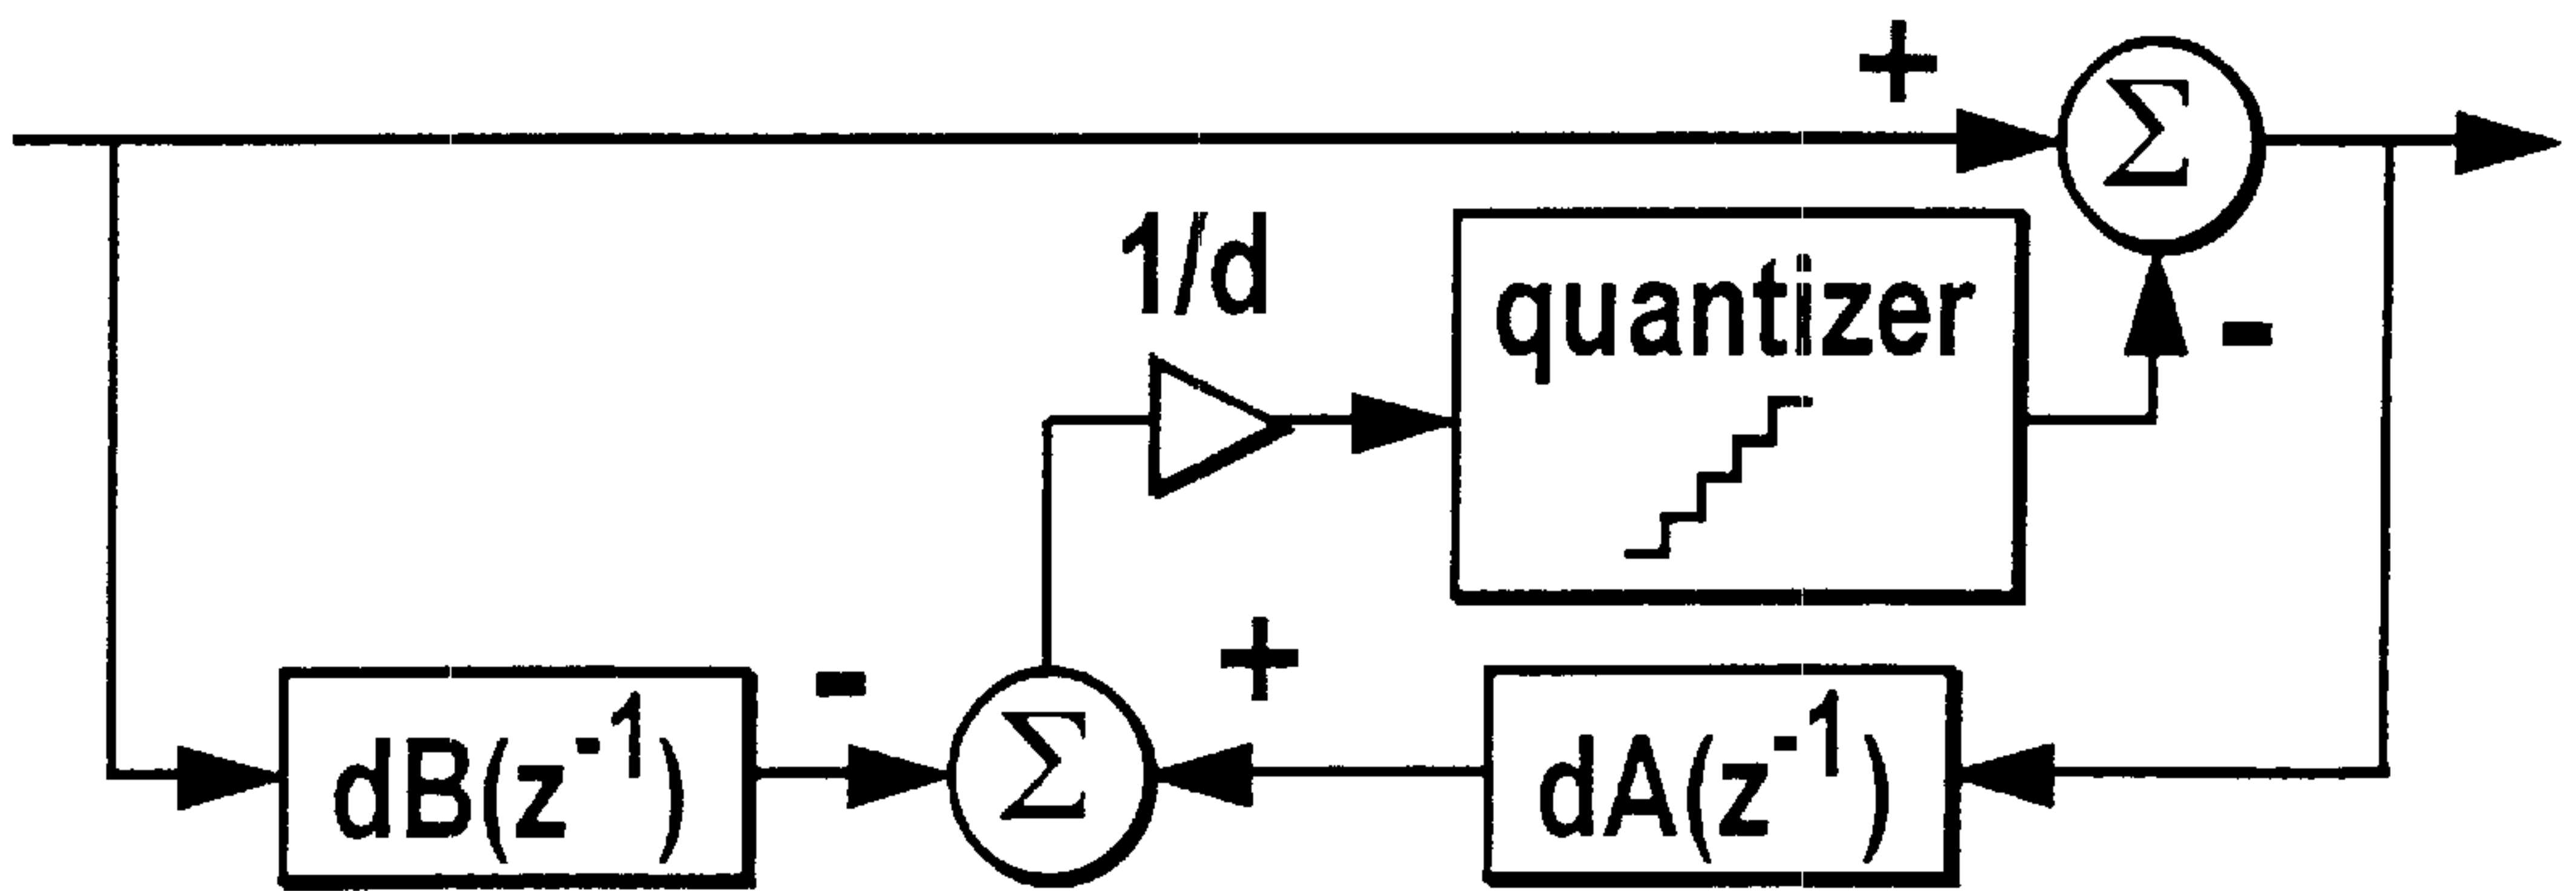 +
Σ
1/d
quantizer
-
-
+
dB(z⁻¹)
Σ
dA(z⁻¹)